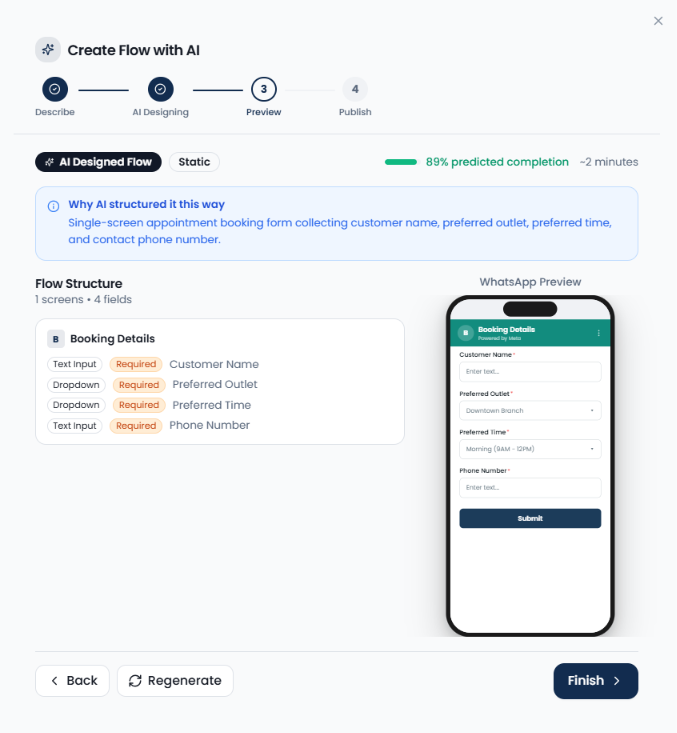 Create Flow with AI
3
4
Describe
AI Designing
Preview
Publish
AI Designed Flow
Static
89% predicted completion
~2 minutes
Why AI structured it this way
Single-screen appointment booking form collecting customer name, preferred outlet, preferred time,
and contact phone number.
Flow Structure
1 screens • 4 fields
B Booking Details
Text Input Required Customer Name
Dropdown Required Preferred Outlet
Dropdown Required Preferred Time
Text Input Required Phone Number
WhatsApp Preview
B Booking Details
Powered by Meta
Customer Name *
Enter text...
Preferred Outlet *
Downtown Branch
Preferred Time *
Morning (9AM - 12PM)
Phone Number *
Enter text...
Submit
Back
Regenerate
Finish